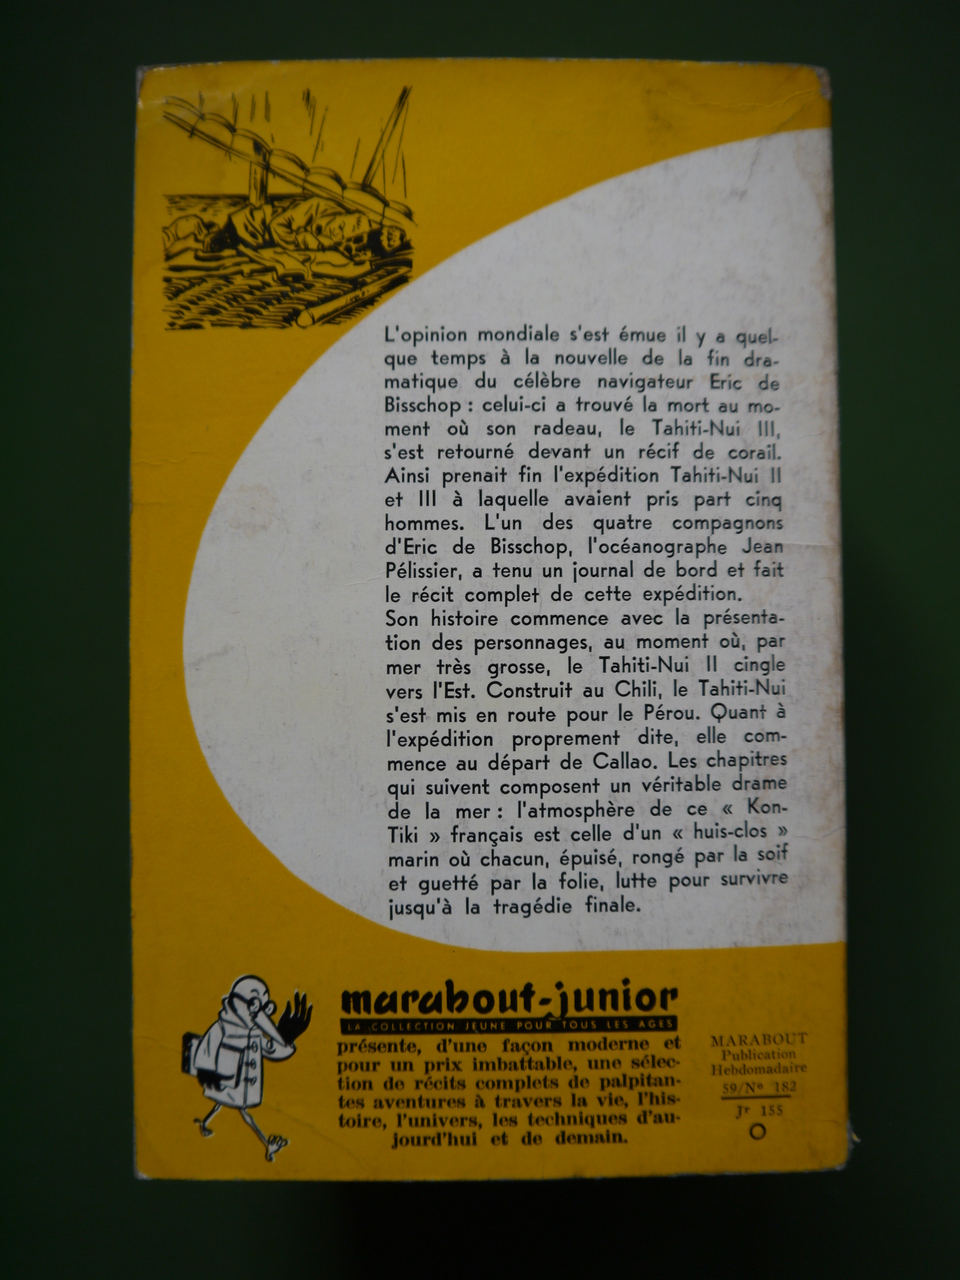 L'opinion mondiale s'est émue il y a quel-
que temps à la nouvelle de la fin dra-
matique du célèbre navigateur Eric de
Bisschop : celui-ci a trouvé la mort au mo-
ment où son radeau, le Tahiti-Nui III,
s'est retourné devant un récif de corail.
Ainsi prenait fin l'expédition Tahiti-Nui II
et III à laquelle avaient pris part cinq
hommes. L'un des quatre compagnons
d'Eric de Bisschop, l'océanographe Jean
Pélissier, a tenu un journal de bord et fait
le récit complet de cette expédition.
Son histoire commence avec la présenta-
tion des personnages, au moment où, par
mer très grosse, le Tahiti-Nui II cingle
vers l'Est. Construit au Chili, le Tahiti-Nui
s'est mis en route pour le Pérou. Quant à
l'expédition proprement dite, elle com-
mence au départ de Callao. Les chapitres
qui suivent composent un véritable drame
de la mer : l'atmosphère de ce « Kon-
Tiki » français est celle d'un « huis-clos »
marin où chacun, épuisé, rongé par la soif
et guetté par la folie, lutte pour survivre
jusqu'à la tragédie finale.
marabout-junior
LA COLLECTION JEUNE POUR TOUS LES AGES
présente, d'une façon moderne et
pour un prix imbattable, une sélec-
tion de récits complets de palpitan-
tes aventures à travers la vie, l'his-
toire, l'univers, les techniques d'au-
jourd'hui et de demain.
MARABOUT
Publication
Hebdomadaire
59/N° 182
Jr 155
O